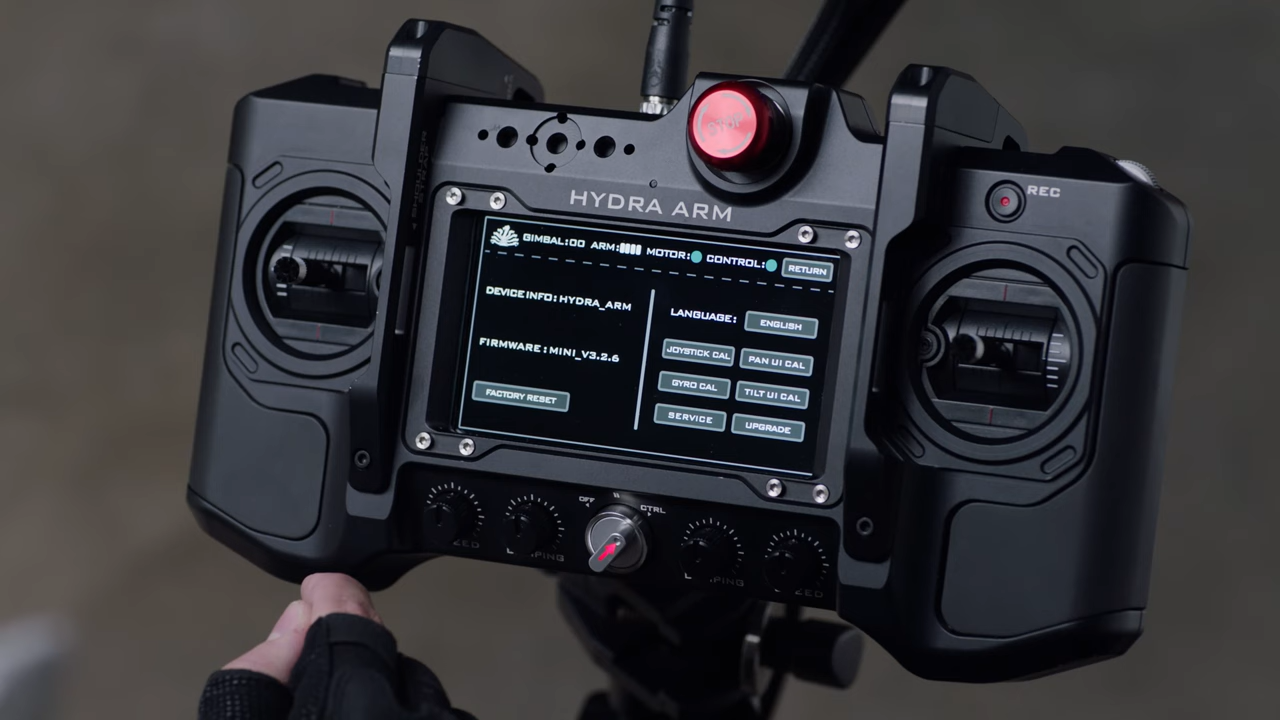 STOP
HYDRA ARM
REC
GIMBAL:00 ARM: MOTOR: CONTROL: RETURN
DEVICE INFO: HYDRA_ARM
FIRMWARE : MINI_V3.2.6
FACTORY RESET
LANGUAGE: ENGLISH
JOYSTICK CAL PAN UI CAL
GYRO CAL TILT UI CAL
SERVICE UPGRADE
OFF II CTRL